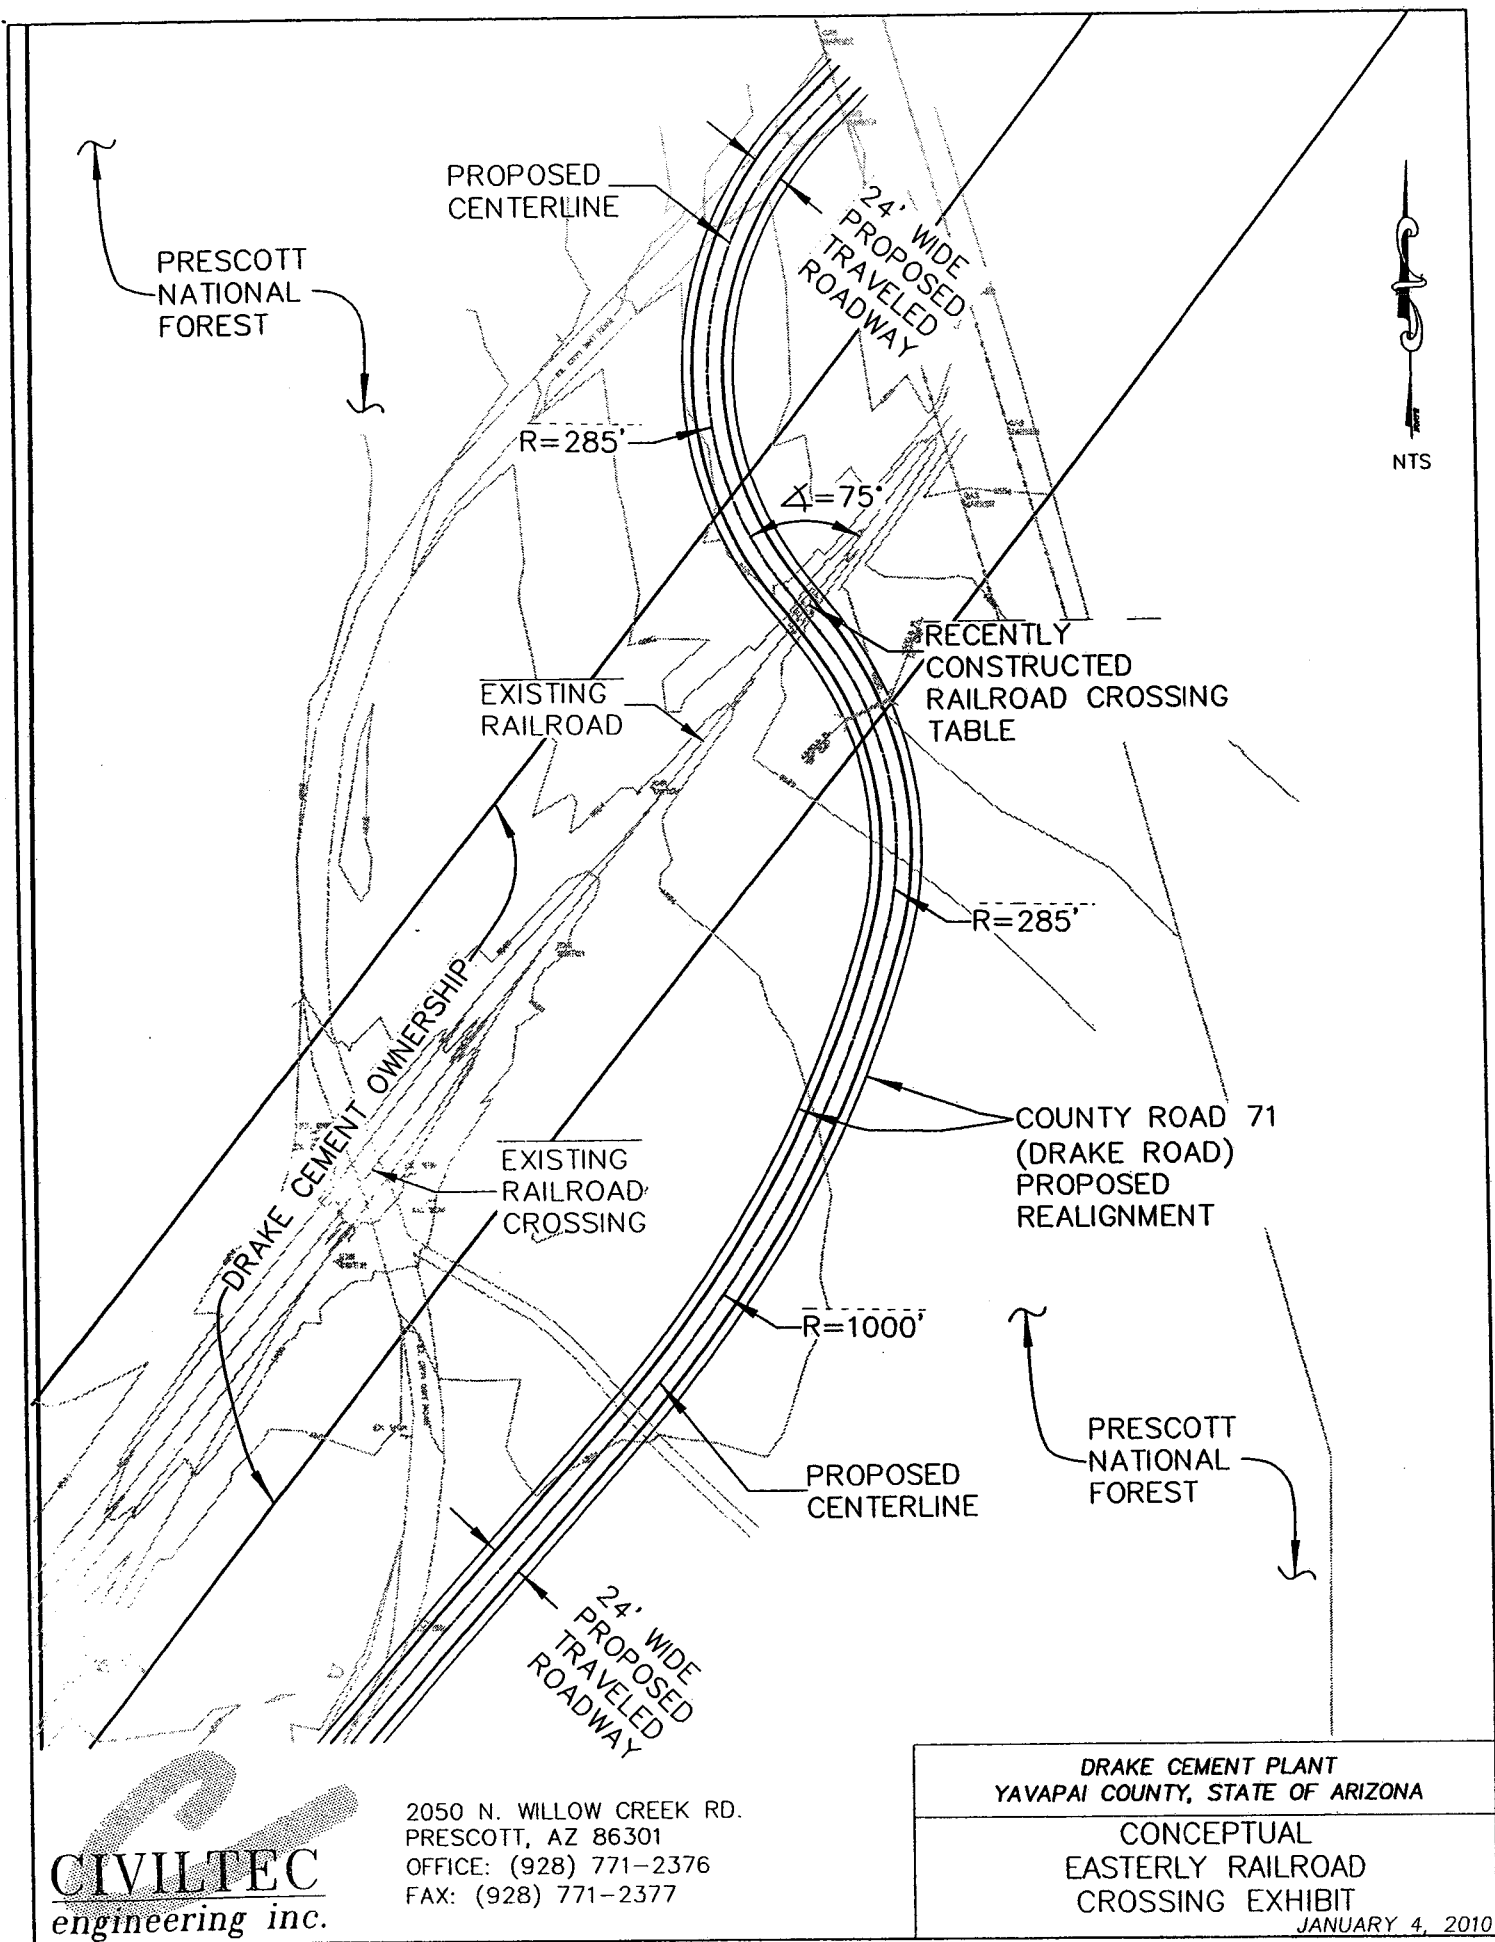 PROPOSED
CENTERLINE
24' WIDE
PROPOSED
TRAVELED
ROADWAY
PRESCOTT
NATIONAL
FOREST
NTS
R=285'
∡=75°
RECENTLY
CONSTRUCTED
RAILROAD CROSSING
TABLE
EXISTING
RAILROAD
R=285'
DRAKE CEMENT OWNERSHIP
COUNTY ROAD 71
(DRAKE ROAD)
PROPOSED
REALIGNMENT
EXISTING
RAILROAD
CROSSING
R=1000'
PRESCOTT
NATIONAL
FOREST
PROPOSED
CENTERLINE
24' WIDE
PROPOSED
TRAVELED
ROADWAY
CIVILTEC
engineering inc.
2050 N. WILLOW CREEK RD.
PRESCOTT, AZ 86301
OFFICE: (928) 771-2376
FAX: (928) 771-2377
DRAKE CEMENT PLANT
YAVAPAI COUNTY, STATE OF ARIZONA
CONCEPTUAL
EASTERLY RAILROAD
CROSSING EXHIBIT
JANUARY 4, 2010